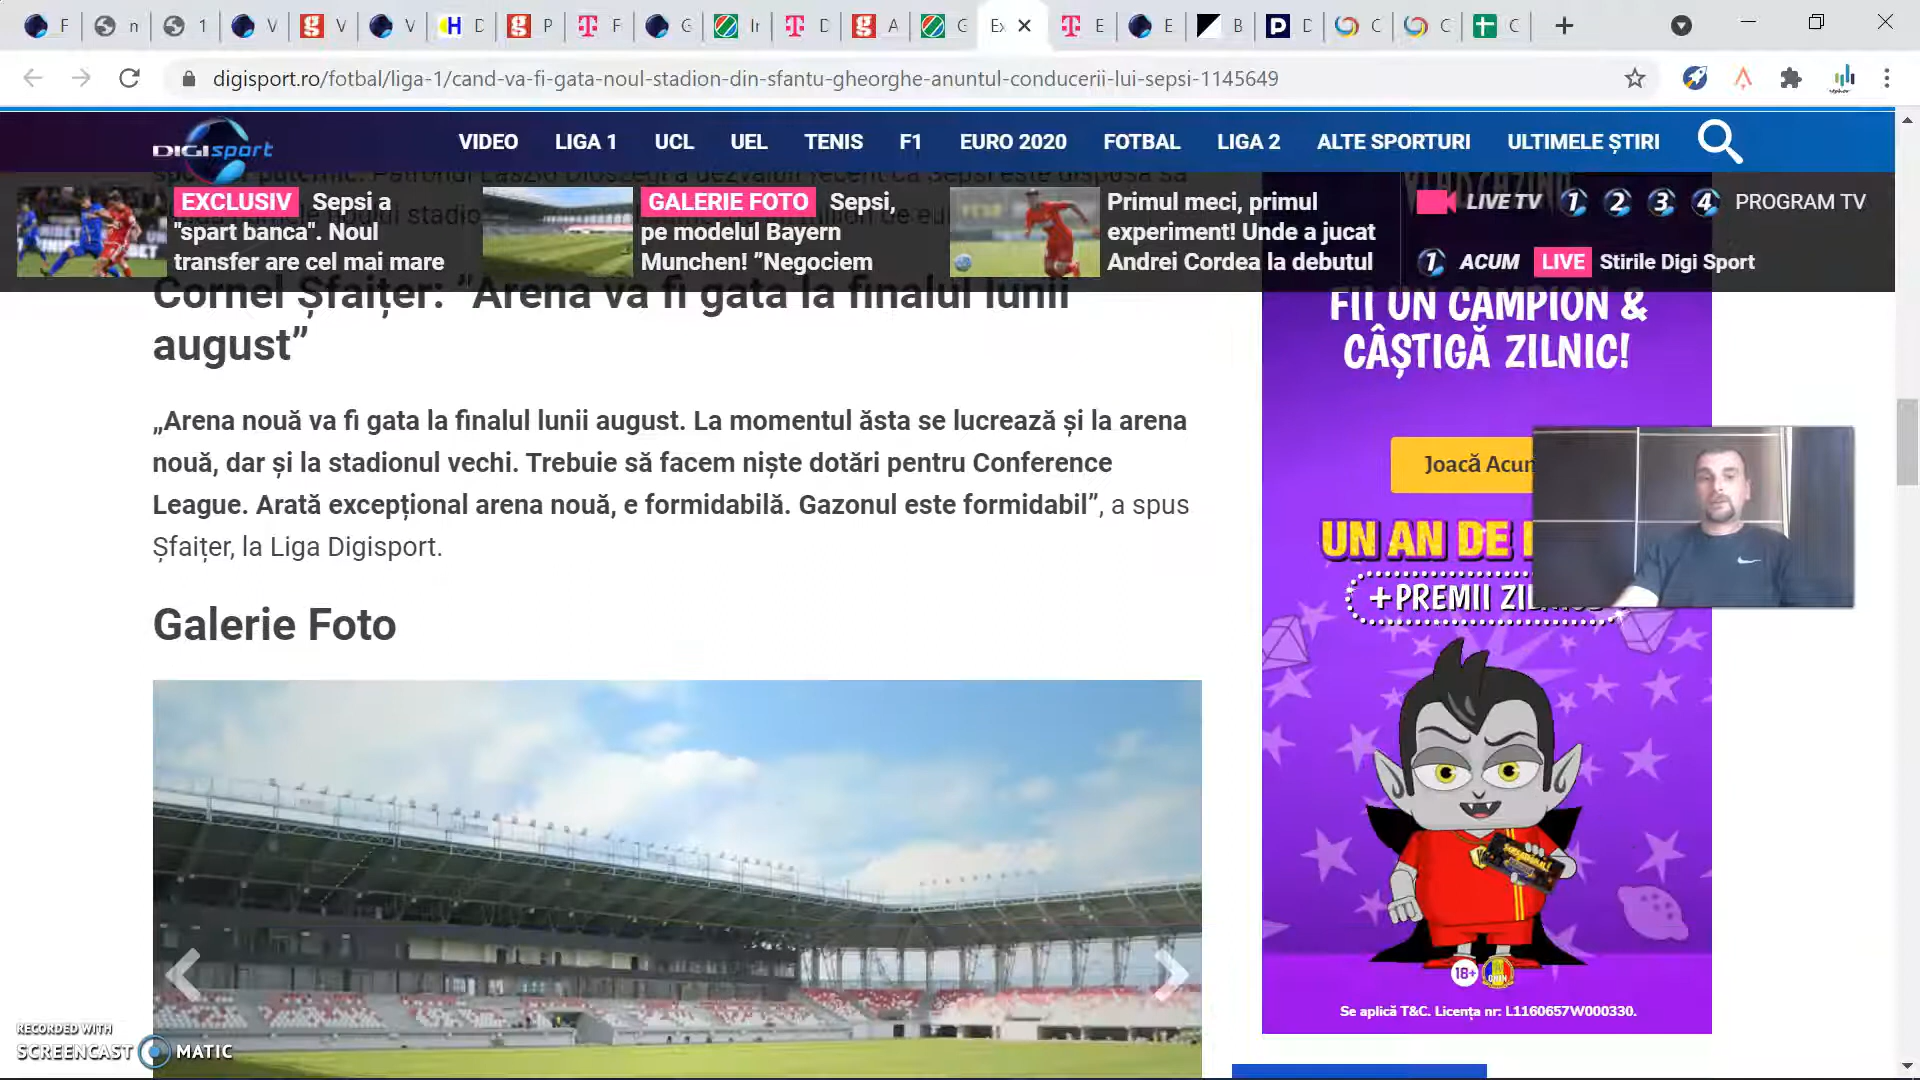 F
n
1
V
V
V
D
P
F
G
Ir
D
A
G
Ex
E
E
B
D
C
C
C
digisport.ro/fotbal/liga-1/cand-va-fi-gata-noul-stadion-din-sfantu-gheorghe-anuntul-conducerii-lui-sepsi-1145649
DIGI sport
VIDEO LIGA 1 UCL UEL TENIS F1 EURO 2020 FOTBAL LIGA 2 ALTE SPORTURI ULTIMELE ȘTIRI
EXCLUSIV Sepsi a
"spart banca". Noul
transfer are cel mai mare
GALERIE FOTO Sepsi,
pe modelul Bayern
Munchen! ”Negociem
Primul meci, primul
experiment! Unde a jucat
Andrei Cordea la debutul
LIVE TV 1 2 3 4 PROGRAM TV
1 ACUM LIVE Stirile Digi Sport
Cornel Șfaițer: ”Arena va fi gata la finalul lunii
august”
„Arena nouă va fi gata la finalul lunii august. La momentul ăsta se lucrează și la arena
nouă, dar și la stadionul vechi. Trebuie să facem niște dotări pentru Conference
League. Arată excepțional arena nouă, e formidabilă. Gazonul este formidabil”, a spus
Șfaițer, la Liga Digisport.
Galerie Foto
FII UN CAMPION &
CÂȘTIGĂ ZILNIC!
Joacă Acum
UN AN DE
+PREMII
18+
Se aplică T&C. Licența nr: L1160657W000330.
RECORDED WITH
SCREENCAST MATIC